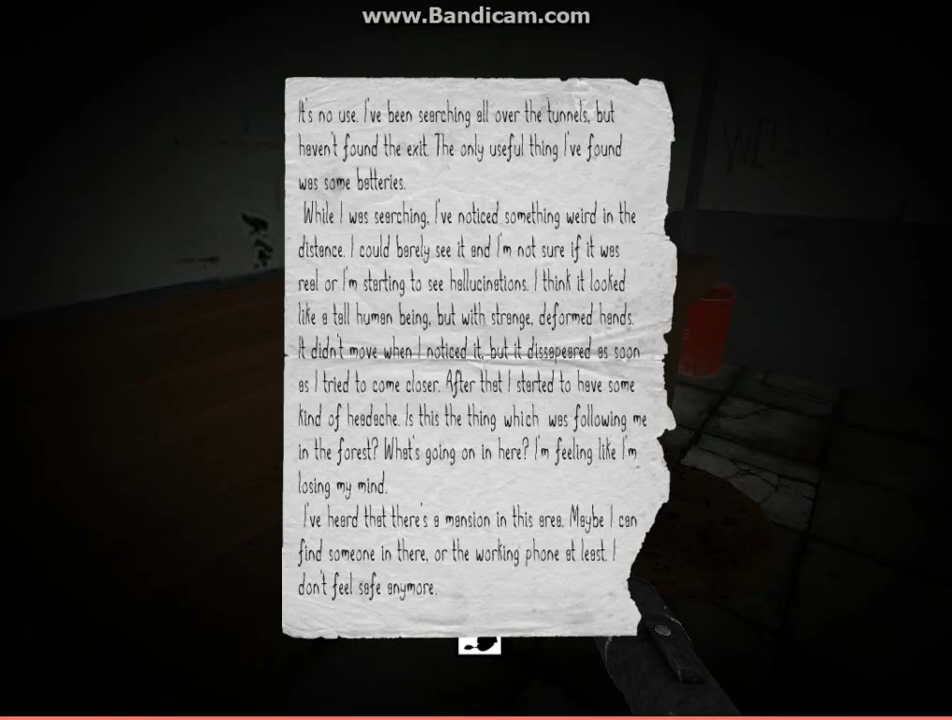 www.Bandicam.com
It's no use. I've been searching all over the tunnels, but
haven't found the exit. The only useful thing I've found
was some batteries.
While I was searching, I've noticed something weird in the
distance. I could barely see it and I'm not sure if it was
real or I'm starting to see hallucinations. I think it looked
like a tall human being, but with strange, deformed hands.
It didn't move when I noticed it, but it dissapeared as soon
as I tried to come closer. After that I started to have some
kind of headache. Is this the thing which was following me
in the forest? What's going on in here? I'm feeling like I'm
losing my mind.
I've heard that there's a mansion in this area. Maybe I can
find someone in there, or the working phone at least. I
don't feel safe anymore.